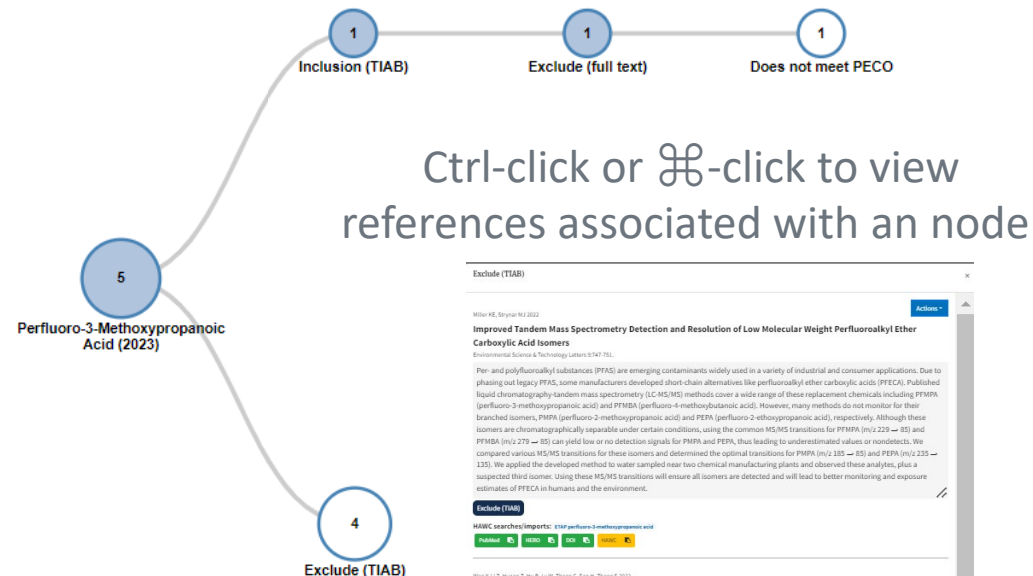 1
Inclusion (TIAB)
1
Exclude (full text)
1
Does not meet PECO
Ctrl-click or ⌘-click to view
references associated with an node
5
Perfluoro-3-Methoxypropanoic
Acid (2023)
4
Exclude (TIAB)
Exclude (TIAB)
×
Actions
Miller KE, Strynar MJ 2022
Improved Tandem Mass Spectrometry Detection and Resolution of Low Molecular Weight Perfluoroalkyl Ether
Carboxylic Acid Isomers
Environmental Science & Technology Letters 9:747-751.
Per- and polyfluoroalkyl substances (PFAS) are emerging contaminants widely used in a variety of industrial and consumer applications. Due to
phasing out legacy PFAS, some manufacturers developed short-chain alternatives like perfluoroalkyl ether carboxylic acids (PFECA). Published
liquid chromatography-tandem mass spectrometry (LC-MS/MS) methods cover a wide range of these replacement chemicals including PFMPA
(perfluoro-3-methoxypropanoic acid) and PFMBA (perfluoro-4-methoxybutanoic acid). However, many methods do not monitor for their
branched isomers, PMPA (perfluoro-2-methoxypropanoic acid) and PEPA (perfluoro-2-ethoxypropanoic acid), respectively. Although these
isomers are chromatographically separable under certain conditions, using the common MS/MS transitions for PFMPA (m/z 229 → 85) and
PFMBA (m/z 279 → 85) can yield low or no detection signals for PMPA and PEPA, thus leading to underestimated values or nondetects. We
compared various MS/MS transitions for these isomers and determined the optimal transitions for PMPA (m/z 185 → 85) and PEPA (m/z 235 →
135). We applied the developed method to water sampled near two chemical manufacturing plants and observed these analytes, plus a
suspected third isomer. Using these MS/MS transitions will ensure all isomers are detected and will lead to better monitoring and exposure
estimates of PFECA in humans and the environment.
Exclude (TIAB)
HAWC searches/imports: ETAP perfluoro-3-methoxypropanoic acid
PubMed HERO DOI HAWC